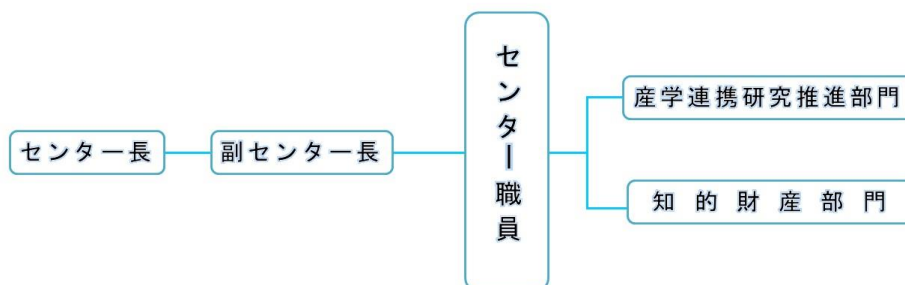 センター長
副センター長
センター職員
産学連携研究推進部門
知的財産部門